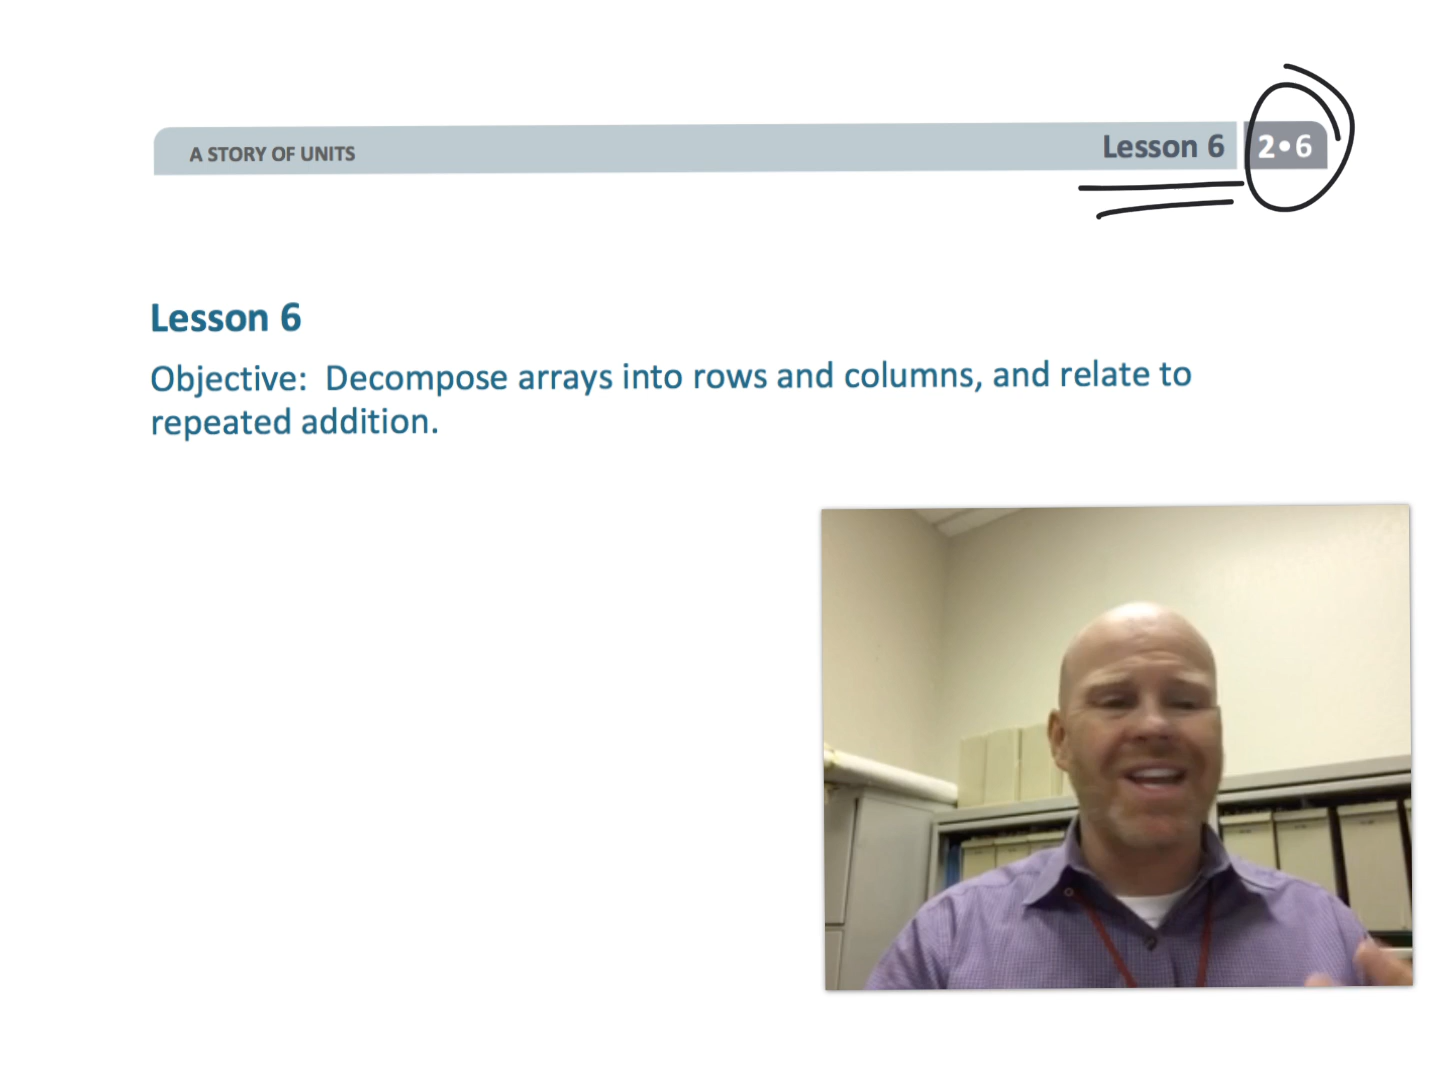 A STORY OF UNITS
Lesson 6
2•6
Lesson 6
Objective: Decompose arrays into rows and columns, and relate to
repeated addition.